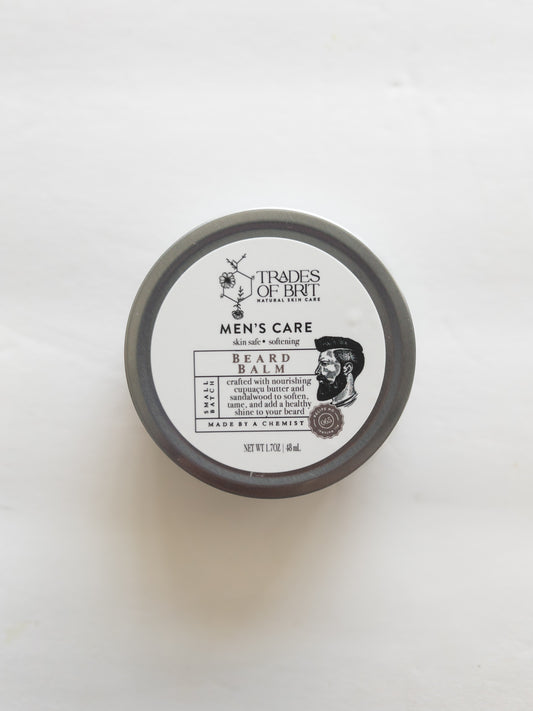 TRADES
OF BRIT
NATURAL SKIN CARE
MEN'S CARE
skin safe • softening
BEARD
BALM
SMALL
BATCH
crafted with nourishing
cupuaçu butter and
sandalwood to soften,
tame, and add a healthy
shine to your beard
MADE BY A CHEMIST
NET WT 1.7OZ | 48 mL